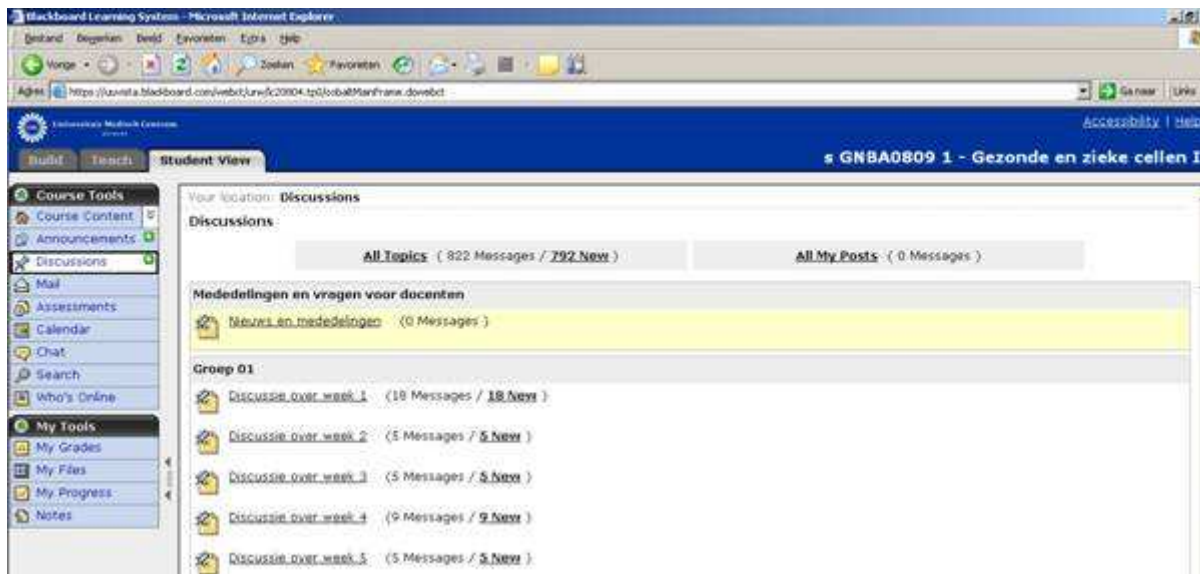 Blackboard Learning System - Microsoft Internet Explorer
Bestand Bewerken Beeld Favorieten Extra Help
Vorige Zoeken Favorieten
Adres Ga naar Links
Universitair Medisch Centrum
Utrecht
Accessibility | Help
Build Teach Student View
s GNBA0809 1 - Gezonde en zieke cellen I
Course Tools
Course Content
Announcements
Discussions
Mail
Assessments
Calendar
Chat
Search
Who's Online
My Tools
My Grades
My Files
My Progress
Notes
Your location: Discussions
Discussions
All Topics ( 822 Messages / 792 New )
All My Posts ( 0 Messages )
Mededelingen en vragen voor docenten
Nieuws en mededelingen (0 Messages )
Groep 01
Discussie over week 1 (18 Messages / 18 New )
Discussie over week 2 (5 Messages / 5 New )
Discussie over week 3 (5 Messages / 5 New )
Discussie over week 4 (9 Messages / 9 New )
Discussie over week 5 (5 Messages / 5 New )